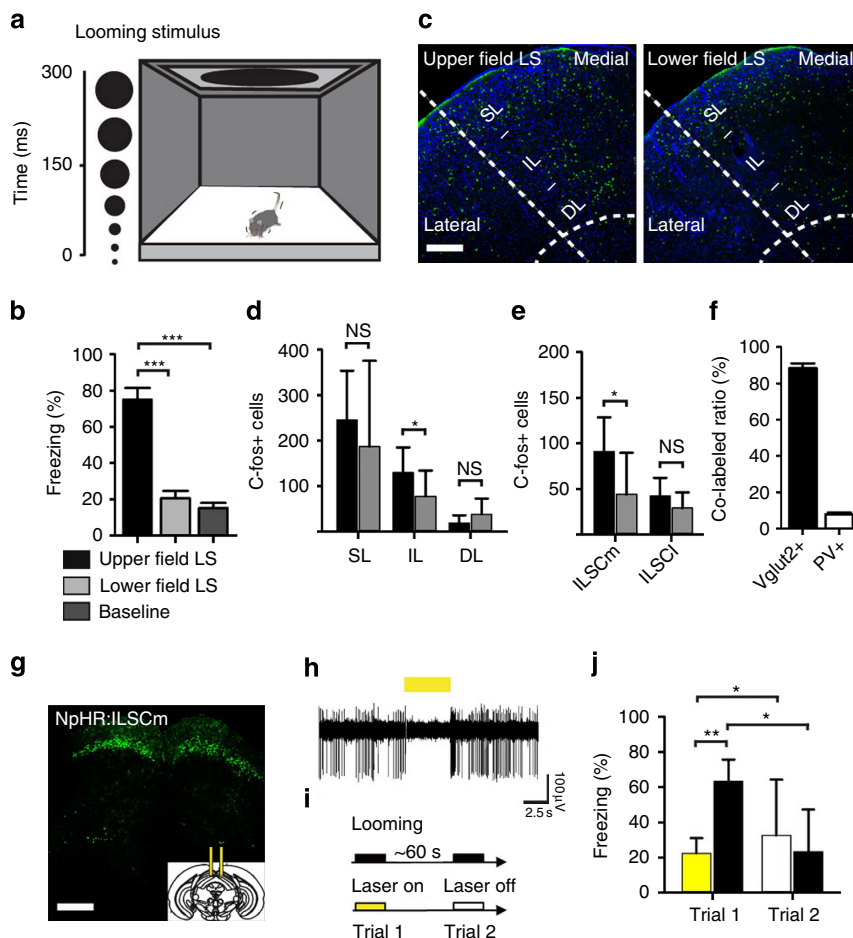 a
Looming stimulus
300
150
0
Time (ms)
c
Upper field LS
Medial
SL
IL
DL
Lateral
Lower field LS
Medial
SL
IL
DL
Lateral
b
***
***
100
80
60
40
20
0
Freezing (%)
Upper field LS
Lower field LS
Baseline
d
NS
*
NS
400
300
200
100
C-fos+ cells
SL
IL
DL
e
*
NS
200
150
100
50
0
C-fos+ cells
ILSCm
ILSCl
f
100
80
60
40
20
0
Co-labeled ratio (%)
Vglut2+
PV+
g
NpHR:ILSCm
h
100 µV
2.5 s
i
Looming
~60 s
Laser on
Laser off
Trial 1
Trial 2
j
*
**
*
100
80
60
40
20
0
Freezing (%)
Trial 1
Trial 2